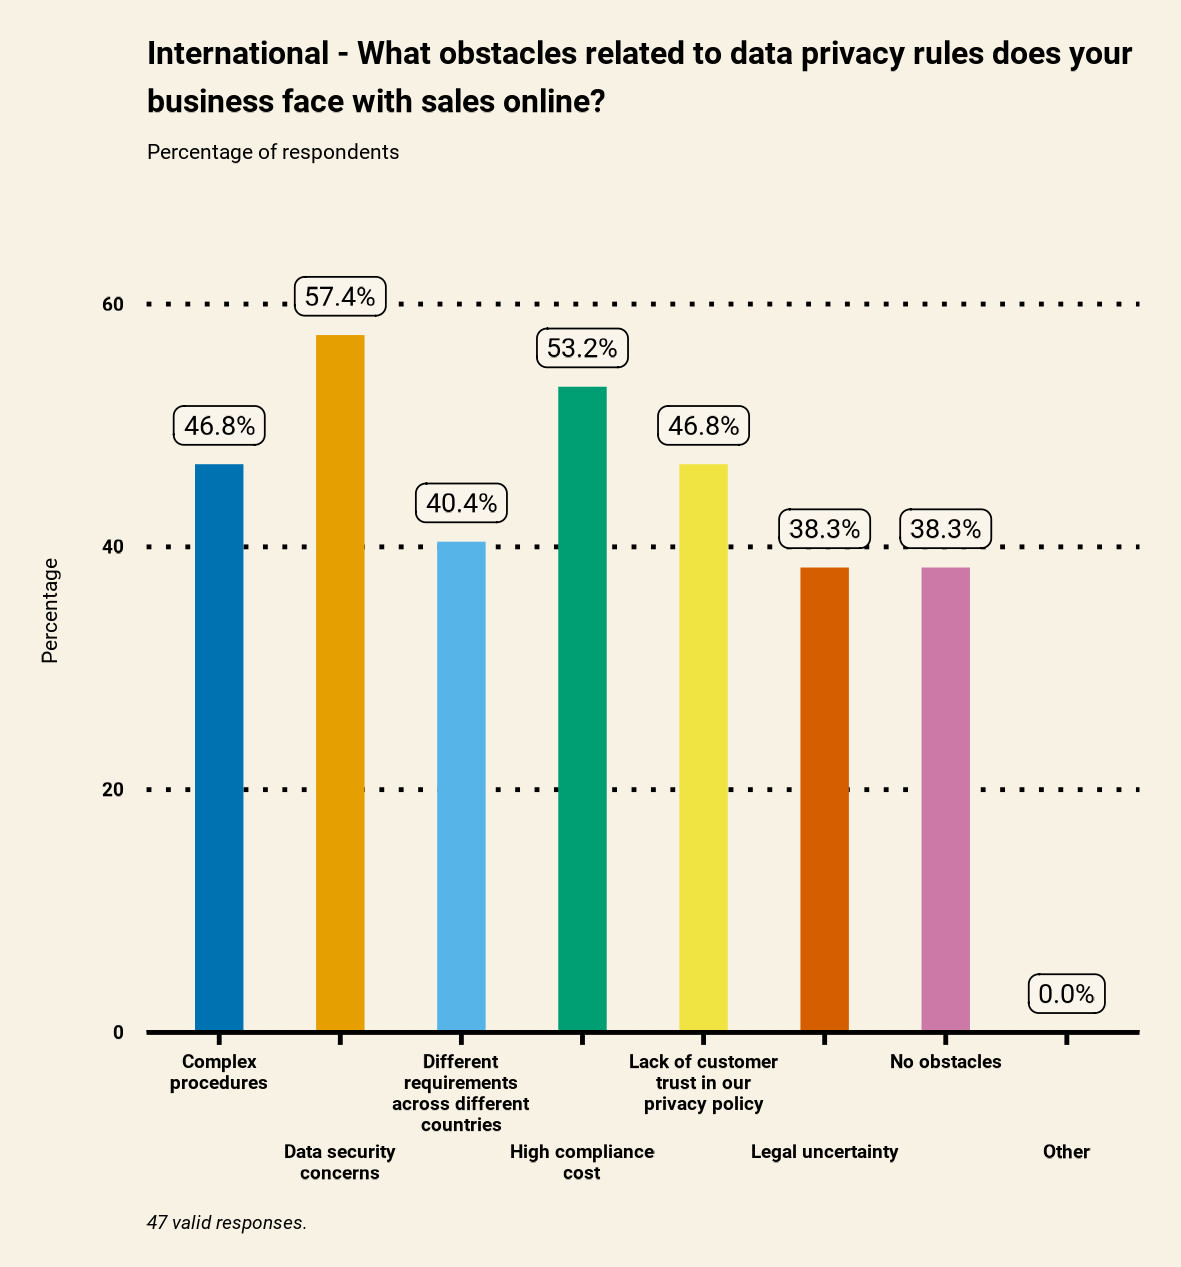 International - What obstacles related to data privacy rules does your
business face with sales online?
Percentage of respondents
60
40
20
0
Percentage
57.4%
53.2%
46.8%
46.8%
40.4%
38.3%
38.3%
0.0%
Complex
procedures
Data security
concerns
Different
requirements
across different
countries
High compliance
cost
Lack of customer
trust in our
privacy policy
Legal uncertainty
No obstacles
Other
47 valid responses.